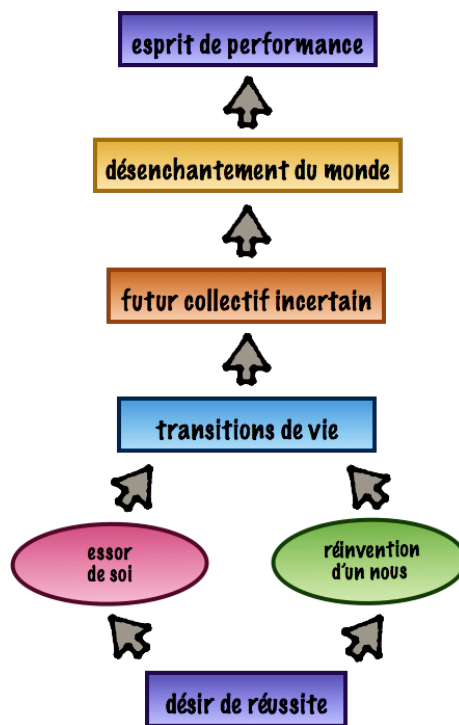 esprit de performance
désenchantement du monde
futur collectif incertain
transitions de vie
essor
de soi
réinvention
d'un nous
désir de réussite